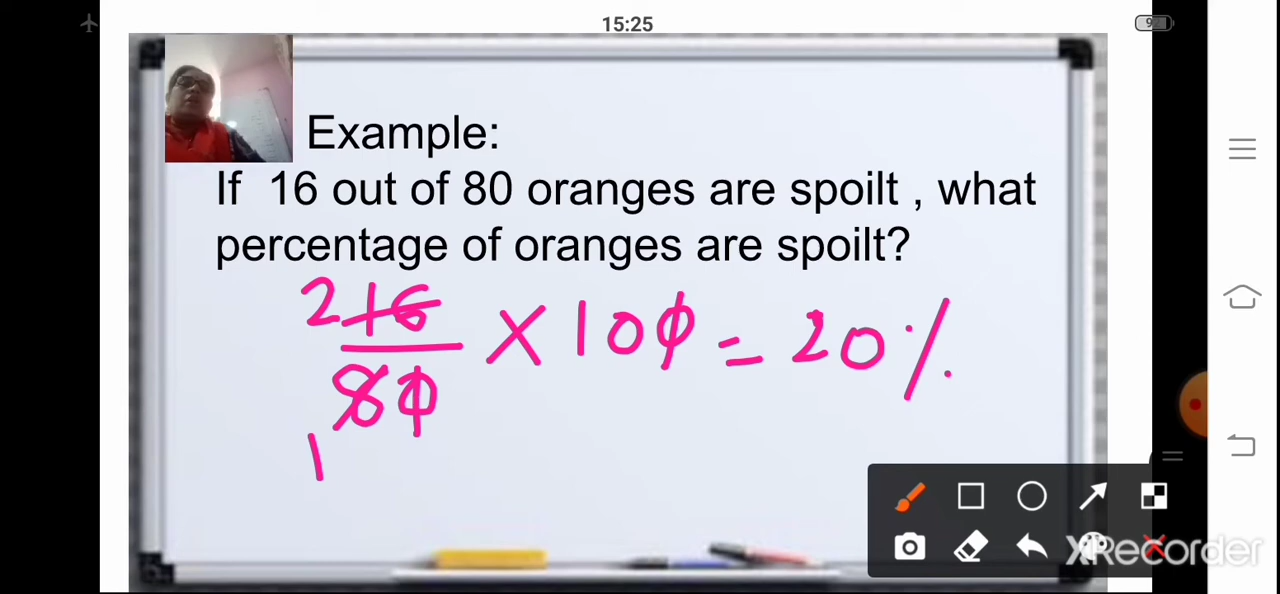 15:25
Example:
If 16 out of 80 oranges are spoilt , what
percentage of oranges are spoilt?
2 16
80
1
X 100 = 20%
XRecorder